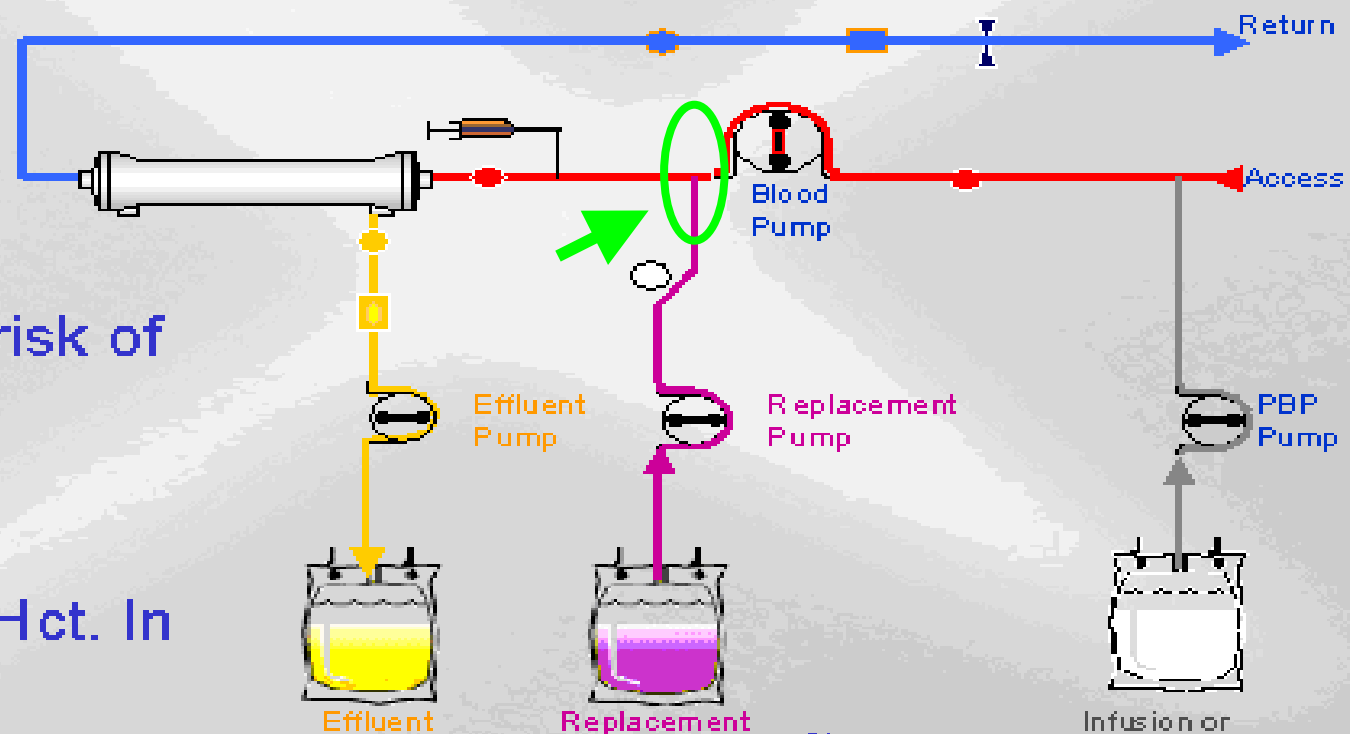 Return
Access
Blood
Pump
risk of
Effluent
Pump
Replacement
Pump
PBP
Pump
Hct. In
Effluent
Replacement
Infusion or